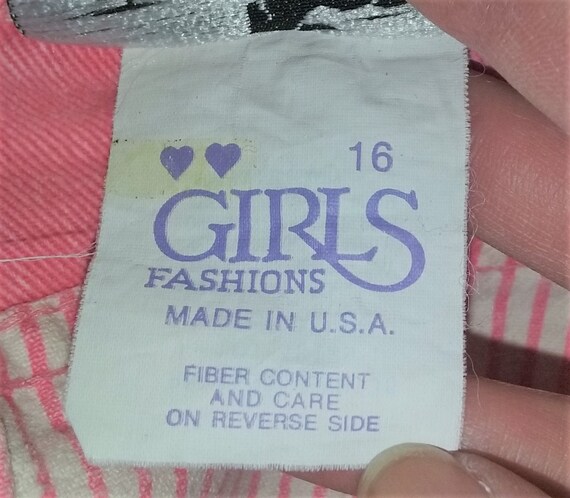 16
GIRLS
FASHIONS
MADE IN U.S.A.
FIBER CONTENT
AND CARE
ON REVERSE SIDE